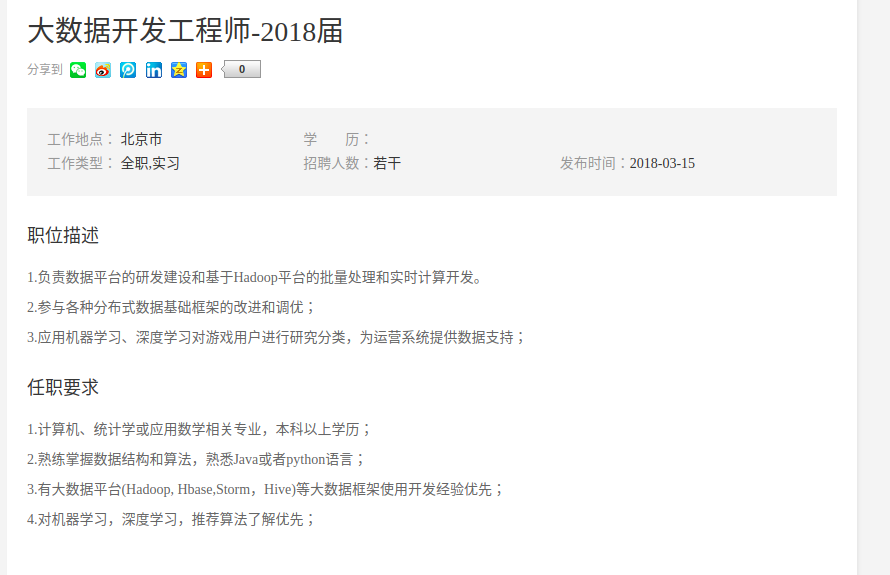 大数据开发工程师-2018届
分享到 0
工作地点： 北京市 学 历：
工作类型： 全职,实习 招聘人数：若干 发布时间：2018-03-15
职位描述
1.负责数据平台的研发建设和基于Hadoop平台的批量处理和实时计算开发。
2.参与各种分布式数据基础框架的改进和调优；
3.应用机器学习、深度学习对游戏用户进行研究分类，为运营系统提供数据支持；
任职要求
1.计算机、统计学或应用数学相关专业，本科以上学历；
2.熟练掌握数据结构和算法，熟悉Java或者python语言；
3.有大数据平台(Hadoop, Hbase,Storm，Hive)等大数据框架使用开发经验优先；
4.对机器学习，深度学习，推荐算法了解优先；